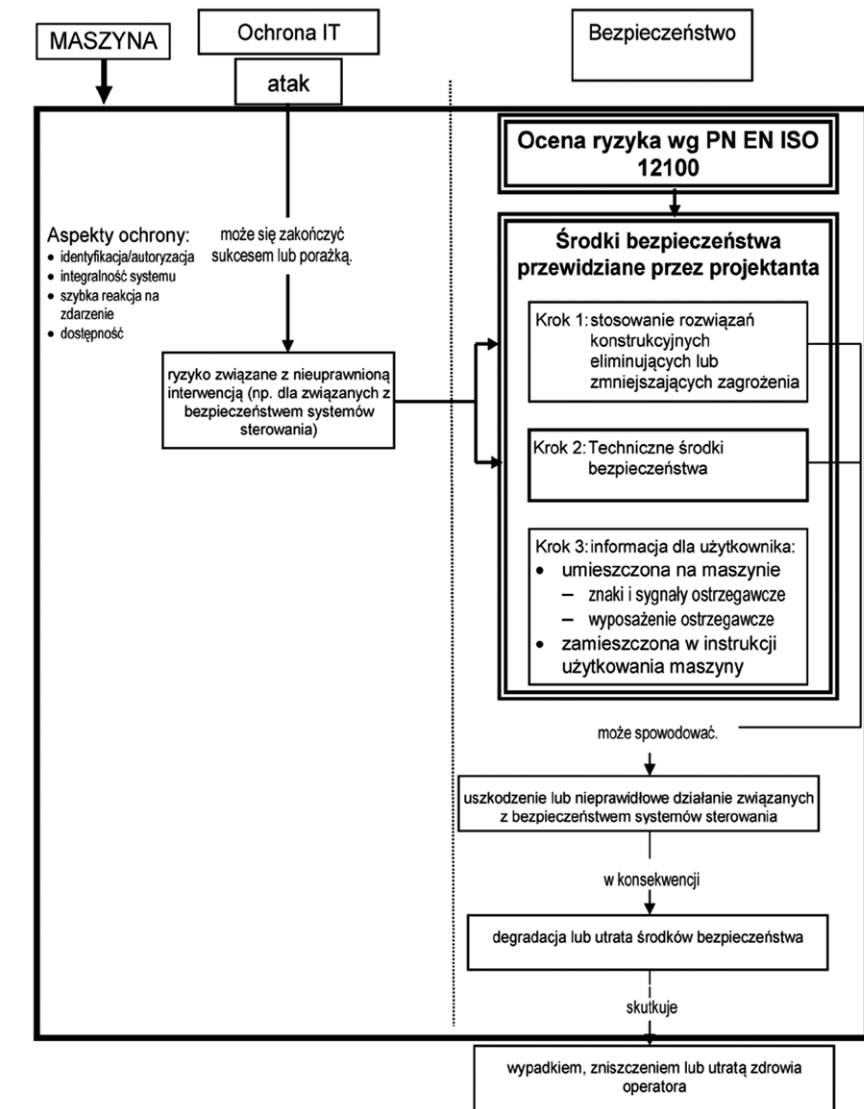 MASZYNA
Ochrona IT
Bezpieczeństwo
atak
Ocena ryzyka wg PN EN ISO
12100
Aspekty ochrony:
• identyfikacja/autoryzacja
• integralność systemu
• szybka reakcja na
zdarzenie
• dostępność
może się zakończyć
sukcesem lub porażką.
ryzyko związane z nieuprawnioną
interwencją (np. dla związanych z
bezpieczeństwem systemów
sterowania)
Środki bezpieczeństwa
przewidziane przez projektanta
Krok 1: stosowanie rozwiązań
konstrukcyjnych
eliminujących lub
zmniejszających zagrożenia
Krok 2: Techniczne środki
bezpieczeństwa
Krok 3: informacja dla użytkownika:
• umieszczona na maszynie
– znaki i sygnały ostrzegawcze
– wyposażenie ostrzegawcze
• zamieszczona w instrukcji
użytkowania maszyny
może spowodować.
uszkodzenie lub nieprawidłowe działanie związanych
z bezpieczeństwem systemów sterowania
w konsekwencji
degradacja lub utrata środków bezpieczeństwa
skutkuje
wypadkiem, zniszczeniem lub utratą zdrowia
operatora